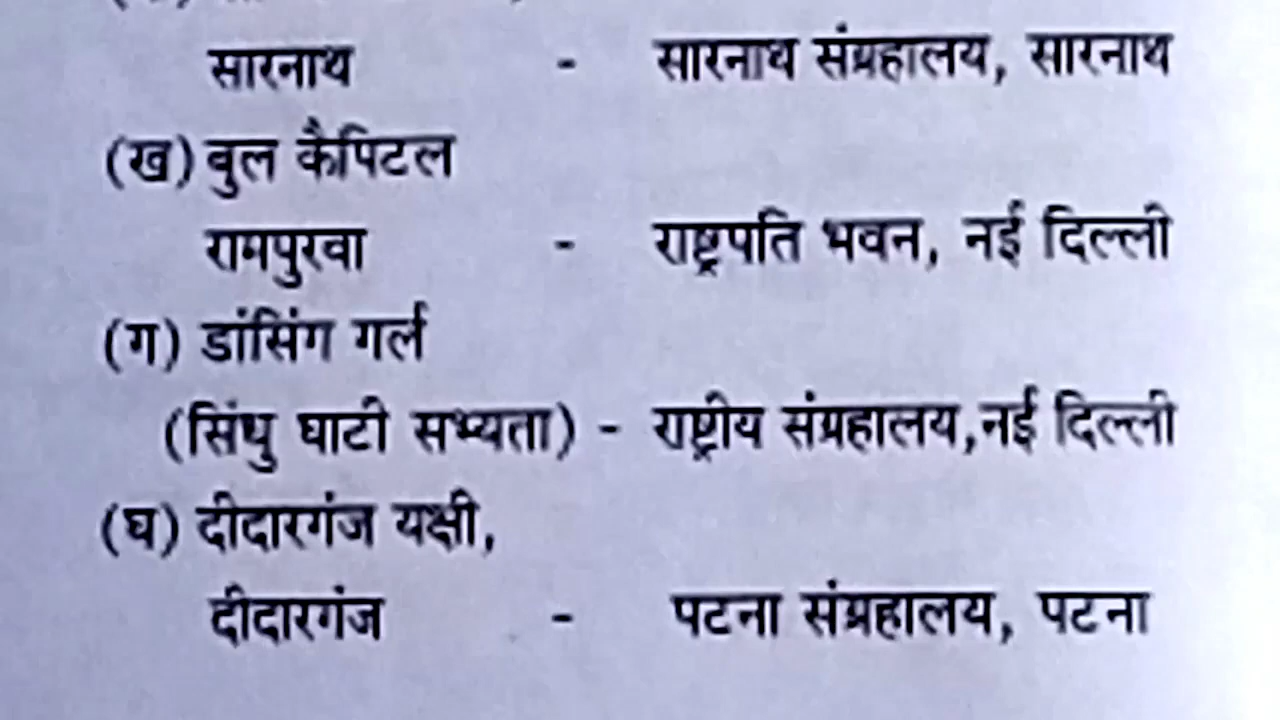 सारनाथ - सारनाथ संग्रहालय, सारनाथ
(ख) वुल कैपिटल
रामपुरवा - राष्ट्रपति भवन, नई दिल्ली
(ग) डांसिंग गर्ल
(सिंधु घाटी सभ्यता) - राष्ट्रीय संग्रहालय,नई दिल्ली
(घ) दीदारगंज यक्षी,
दीदारगंज - पटना संग्रहालय, पटना